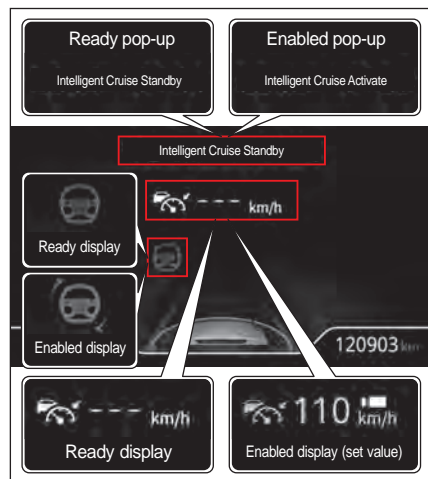 Ready pop-up
Intelligent Cruise Standby
Enabled pop-up
Intelligent Cruise Activate
Intelligent Cruise Standby
--- km/h
Ready display
Enabled display
120903 km
--- km/h
Ready display
110 km/h
Enabled display (set value)